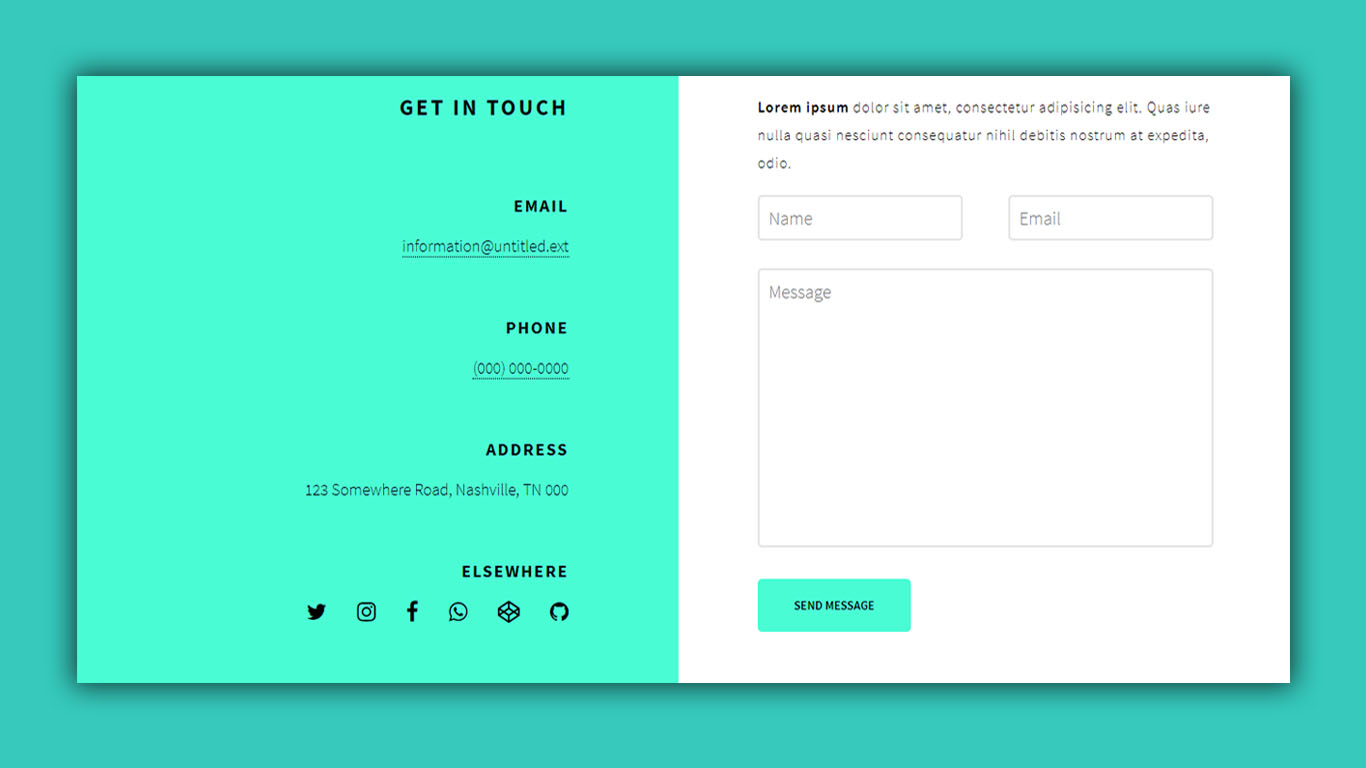 GET IN TOUCH
EMAIL
information@untitled.ext
PHONE
(000) 000-0000
ADDRESS
123 Somewhere Road, Nashville, TN 000
ELSEWHERE
Lorem ipsum dolor sit amet, consectetur adipisicing elit. Quas iure
nulla quasi nesciunt consequatur nihil debitis nostrum at expedita,
odio.
Name
Email
Message
SEND MESSAGE